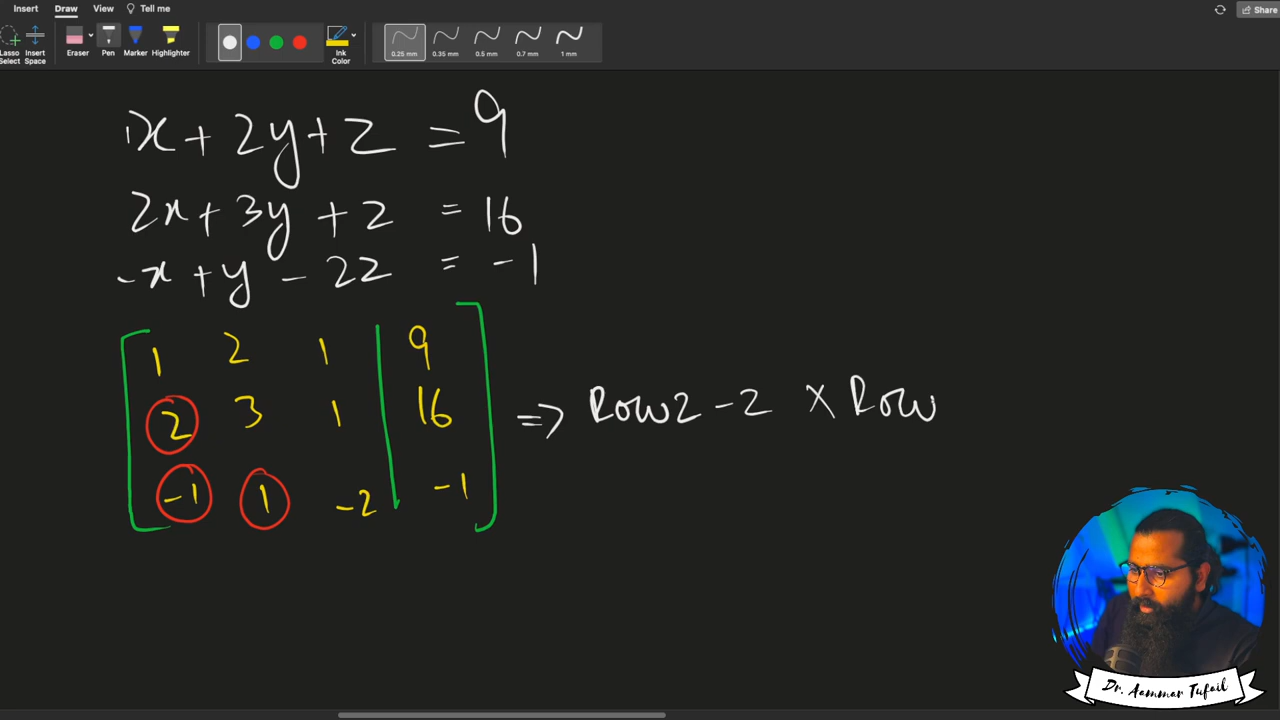 Insert Draw View Tell me
Share
Lasso Select
Insert Space
Eraser
Pen
Marker
Highlighter
Ink Color
0.25 mm
0.35 mm
0.5 mm
0.7 mm
1 mm
1x + 2y + z = 9
2x + 3y + z = 16
-x + y - 2z = -1
1 2 1 9
2 3 1 16 => Row2 - 2 x Row
-1 1 -2 -1
Dr. Aammar Tufail